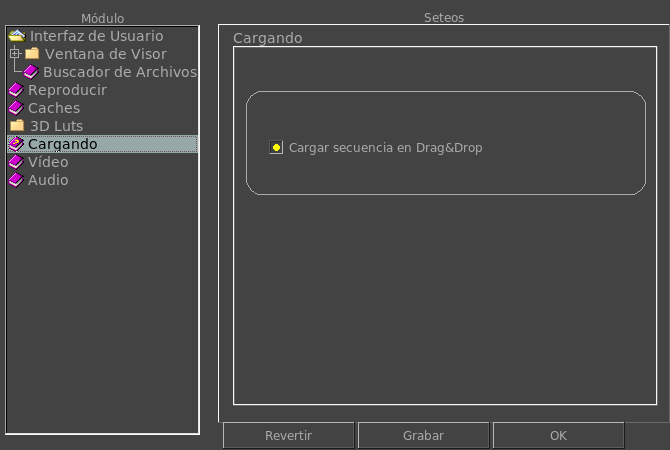 Módulo
Interfaz de Usuario
Ventana de Visor
Buscador de Archivos
Reproducir
Caches
3D Luts
Cargando
Vídeo
Audio
Seteos
Cargando
Cargar secuencia en Drag&Drop
Revertir
Grabar
OK